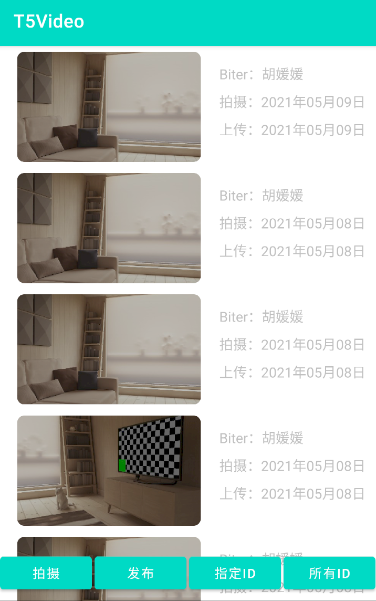 T5Video
Biter：胡媛媛
拍摄：2021年05月09日
上传：2021年05月09日
Biter：胡媛媛
拍摄：2021年05月08日
上传：2021年05月08日
Biter：胡媛媛
拍摄：2021年05月08日
上传：2021年05月08日
Biter：胡媛媛
拍摄：2021年05月08日
上传：2021年05月08日
Biter：胡媛媛
拍摄 发布 指定ID 所有ID